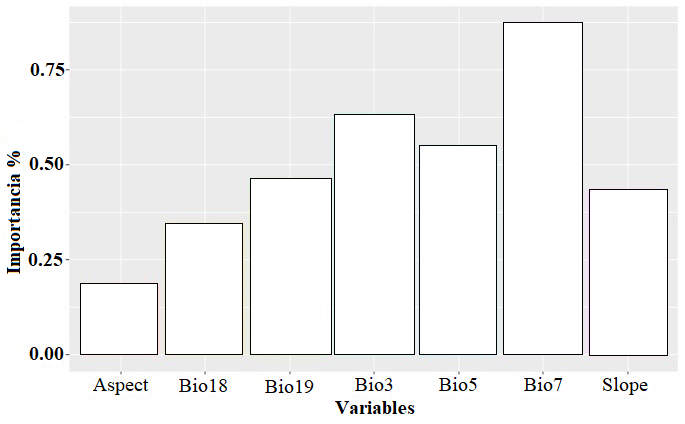 Importancia %
0.75
0.50
0.25
0.00
Aspect Bio18 Bio19 Bio3 Bio5 Bio7 Slope
Variables